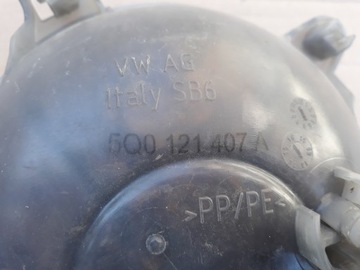 VW AG
Italy SB6
5Q0 121 407 A
>PP/PE<